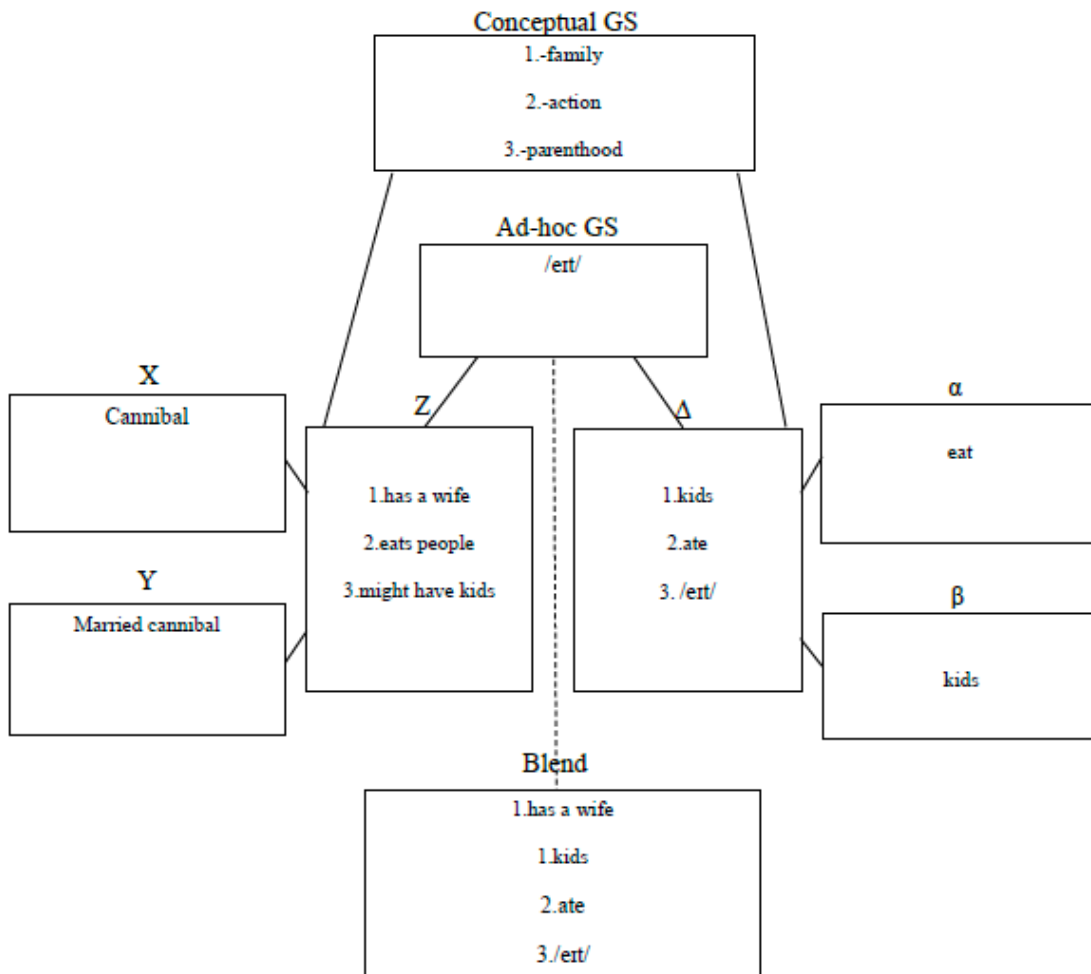 Conceptual GS
1.-family
2.-action
3.-parenthood
Ad-hoc GS
/eɪt/
X
Cannibal
Z
1.has a wife
2.eats people
3.might have kids
Y
Married cannibal
Δ
1.kids
2.ate
3. /eɪt/
α
eat
β
kids
Blend
1.has a wife
1.kids
2.ate
3./eɪt/